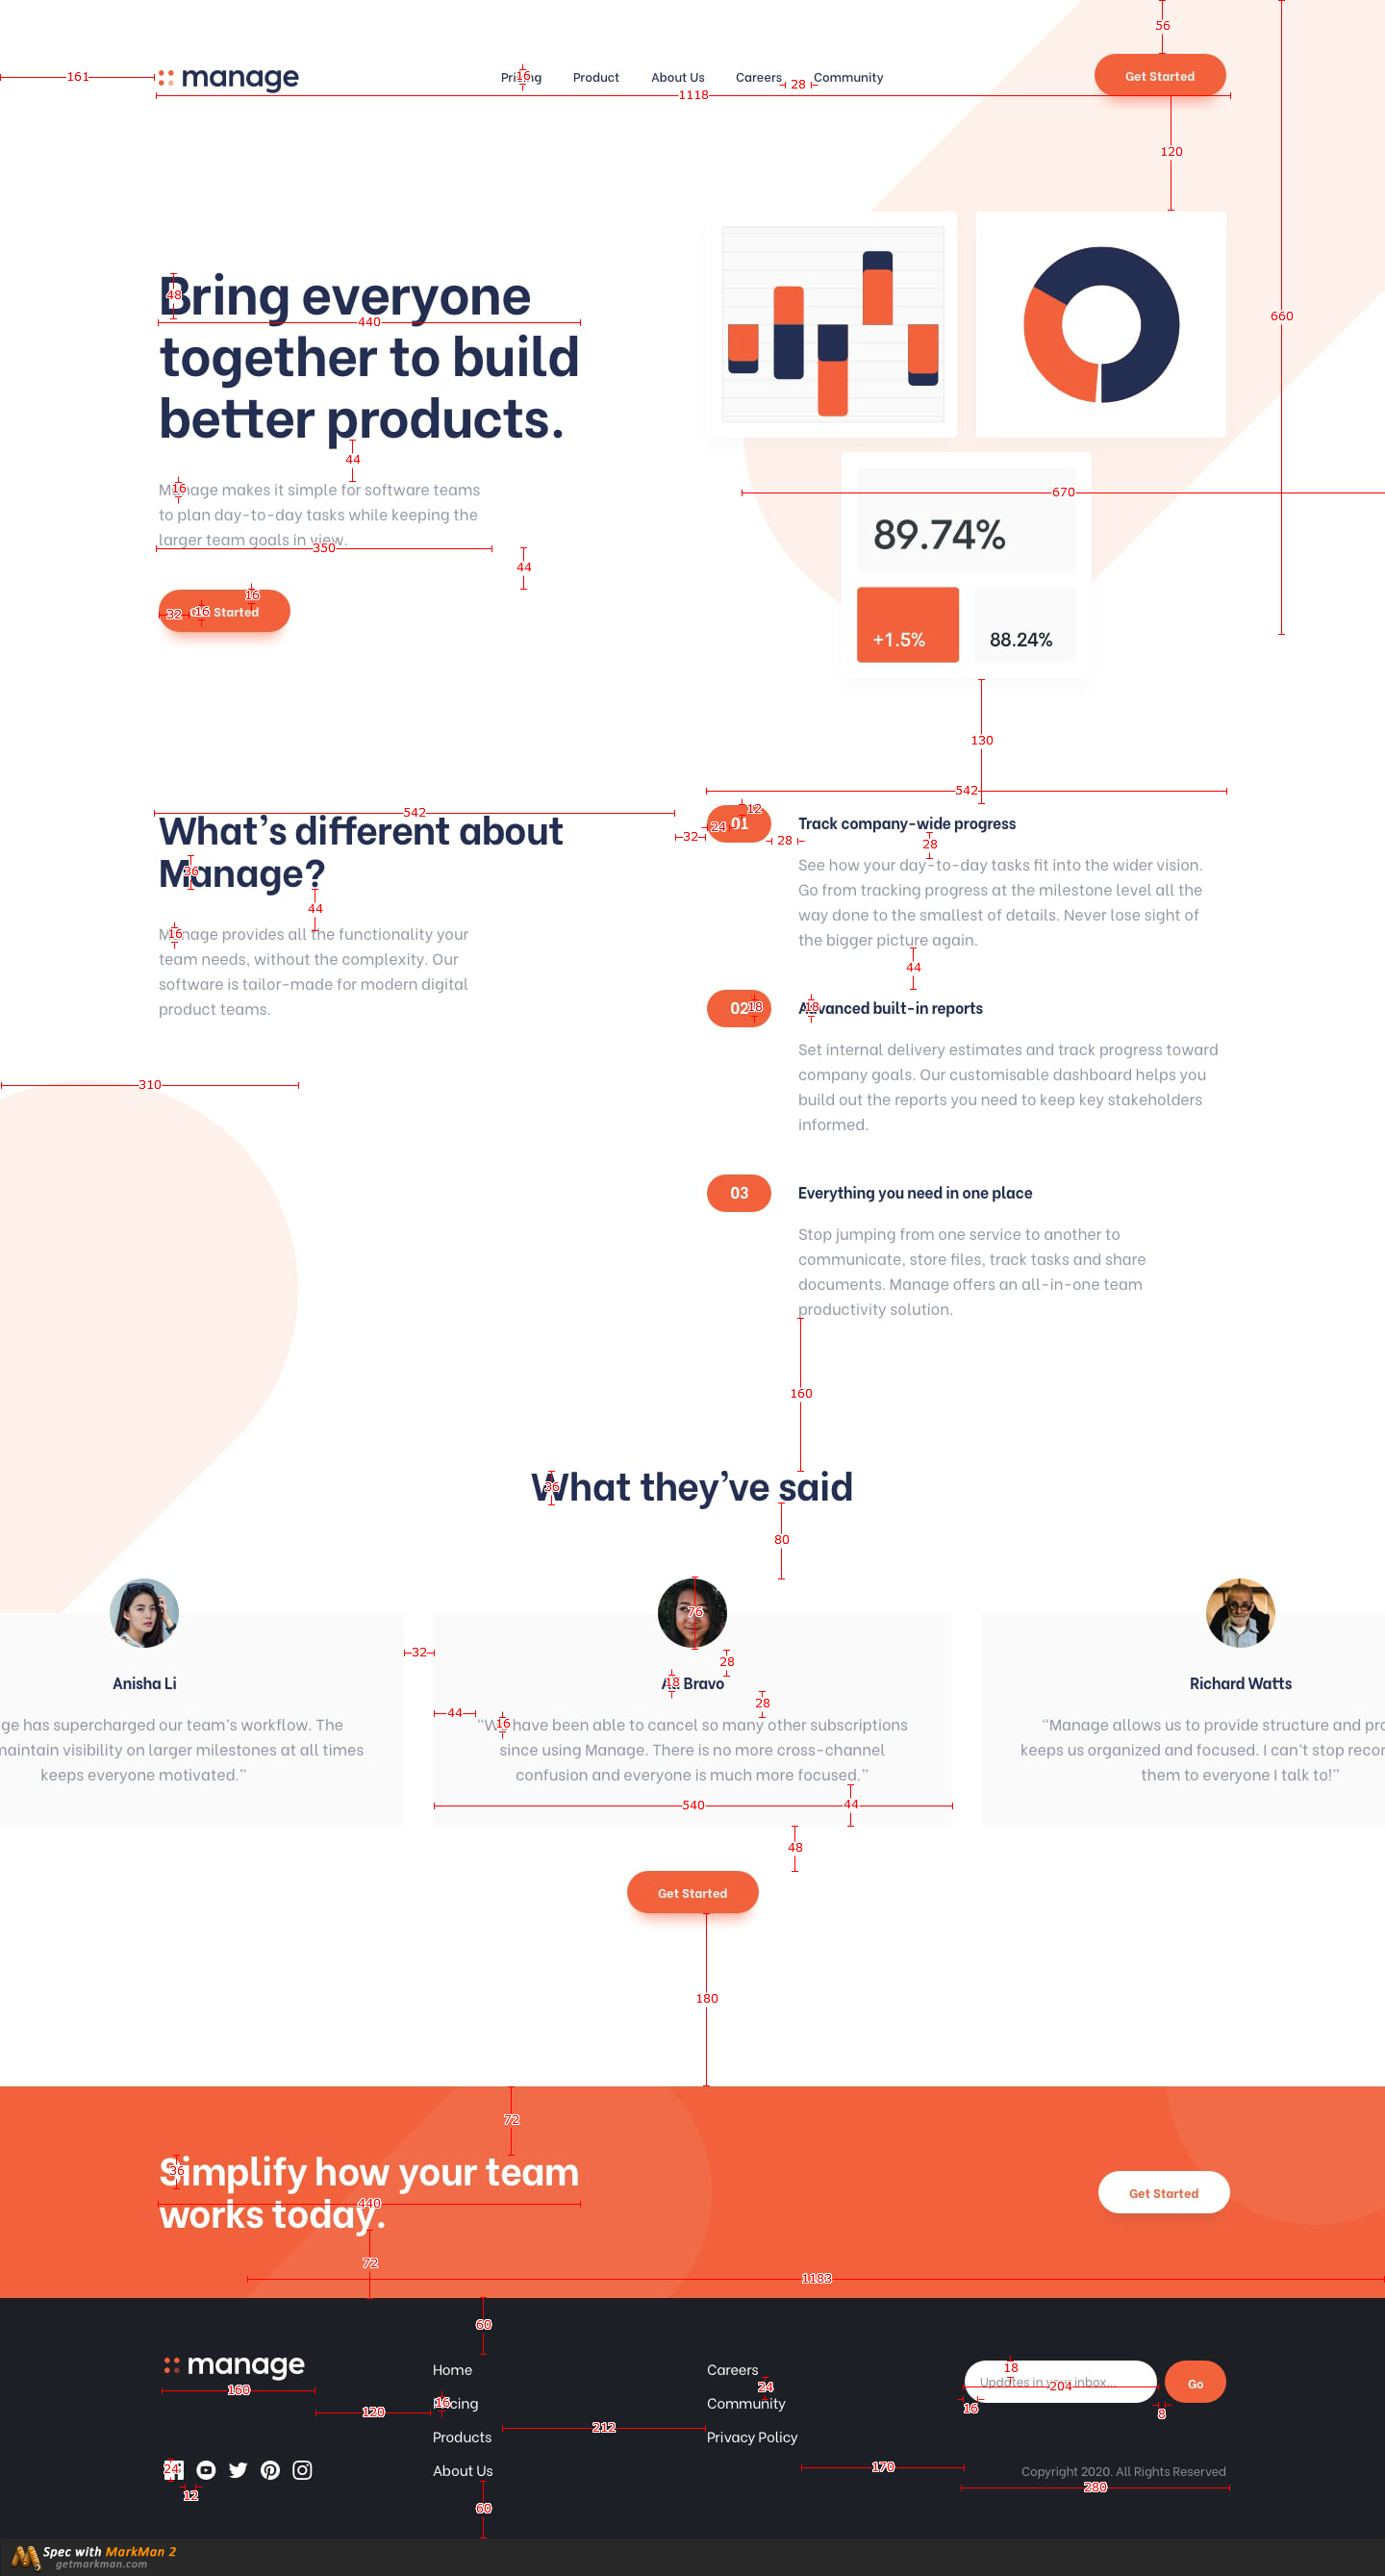 56
161
manage
Pricing
16
Product
About Us
Careers
28
Community
Get Started
1118
120
Bring everyone
48
440
together to build
better products.
660
44
Manage makes it simple for software teams
16
to plan day-to-day tasks while keeping the
larger team goals in view.
350
44
670
89.74%
+1.5%
88.24%
16
32
16
Get Started
130
542
542
What's different about
Manage?
36
44
Manage provides all the functionality your
16
team needs, without the complexity. Our
software is tailor-made for modern digital
product teams.
32
24
12
01
28
Track company-wide progress
28
See how your day-to-day tasks fit into the wider vision.
Go from tracking progress at the milestone level all the
way done to the smallest of details. Never lose sight of
the bigger picture again.
44
02
18
18
Advanced built-in reports
Set internal delivery estimates and track progress toward
company goals. Our customisable dashboard helps you
build out the reports you need to keep key stakeholders
informed.
310
03
Everything you need in one place
Stop jumping from one service to another to
communicate, store files, track tasks and share
documents. Manage offers an all-in-one team
productivity solution.
160
What they've said
36
80
76
32
28
Anisha Li
ge has supercharged our team's workflow. The
maintain visibility on larger milestones at all times
keeps everyone motivated.”
18
Ali Bravo
28
44
16
“We have been able to cancel so many other subscriptions
since using Manage. There is no more cross-channel
confusion and everyone is much more focused.”
540
44
Richard Watts
“Manage allows us to provide structure and pro
keeps us organized and focused. I can't stop recor
them to everyone I talk to!”
48
Get Started
180
72
Simplify how your team
36
440
works today.
72
Get Started
1183
60
manage
160
120
24
12
Home
Pricing
16
Products
About Us
212
60
Careers
24
Community
Privacy Policy
170
18
Updates in your inbox...
204
16
8
Go
Copyright 2020. All Rights Reserved
280
Spec with MarkMan 2
getmarkman.com